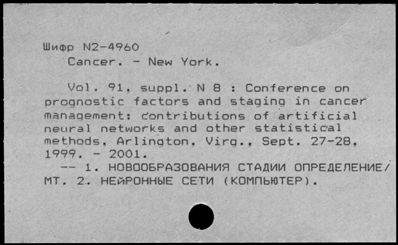 Шифр N2-4960
Cancer. - New York.
Vol. 91, suppl. N 8 : Conference on
prognostic factors and staging in cancer
management: contributions of artificial
neural networks and other statistical
methods, Arlington, Virg., Sept. 27-28,
1999. - 2001.
-- 1. НОВООБРАЗОВАНИЯ СТАДИИ ОПРЕДЕЛЕНИЕ/
МТ. 2. НЕЙРОННЫЕ СЕТИ (КОМПЬЮТЕР).